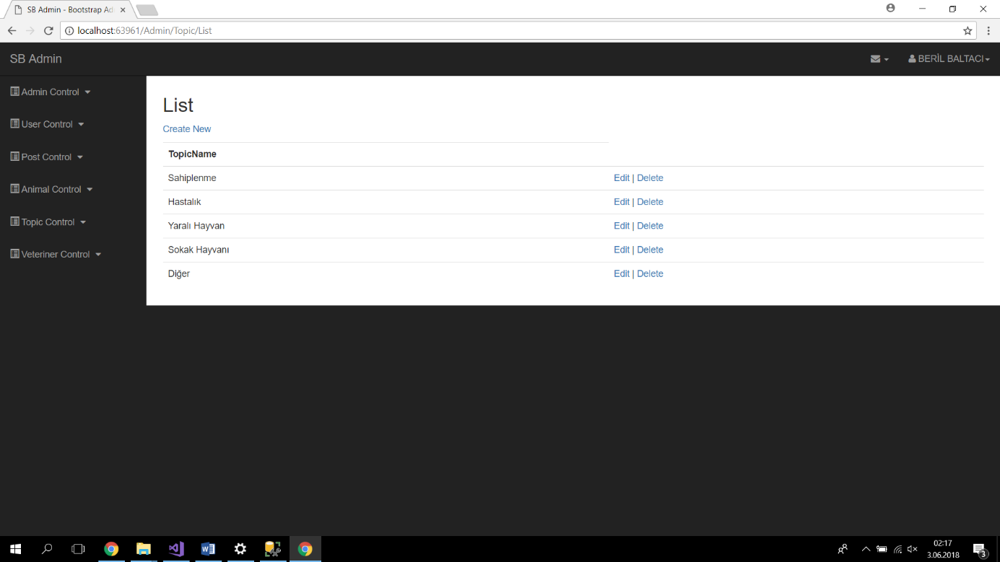 SB Admin - Bootstrap Ad
localhost:63961/Admin/Topic/List
SB Admin
BERİL BALTACI
Admin Control
User Control
Post Control
Animal Control
Topic Control
Veteriner Control
List
Create New
TopicName
Sahiplenme Edit | Delete
Hastalık Edit | Delete
Yaralı Hayvan Edit | Delete
Sokak Hayvanı Edit | Delete
Diğer Edit | Delete
02:17
3.06.2018
3